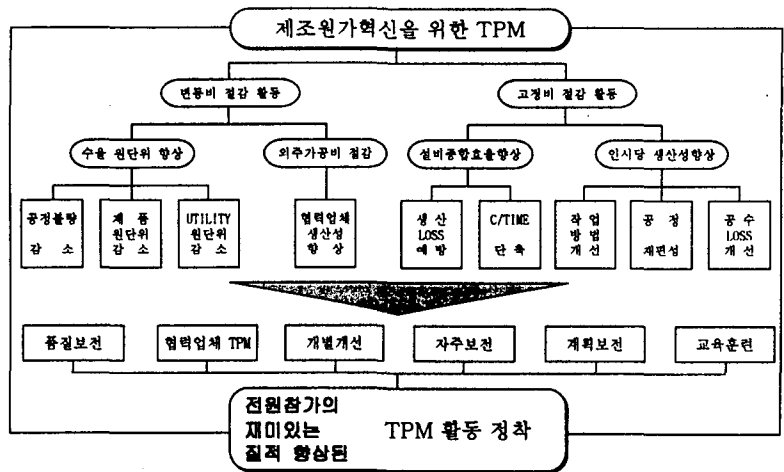 제조원가혁신을 위한 TPM
변동비 절감 활동
고정비 절감 활동
수율 원단위 향상
외주가공비 절감
설비종합효율향상
인시당 생산성향상
공정불량
감 소
제 품
원단위
감 소
UTILITY
원단위
감 소
협력업체
생산성
향 상
생 산
LOSS
예 방
C/TIME
단 축
작 업
방 법
개 선
공 정
재편성
공 수
LOSS
개 선
품질보전
협력업체 TPM
개별개선
자주보전
계획보전
교육훈련
전원참가의
재미있는
질적 향상된
TPM 활동 정착